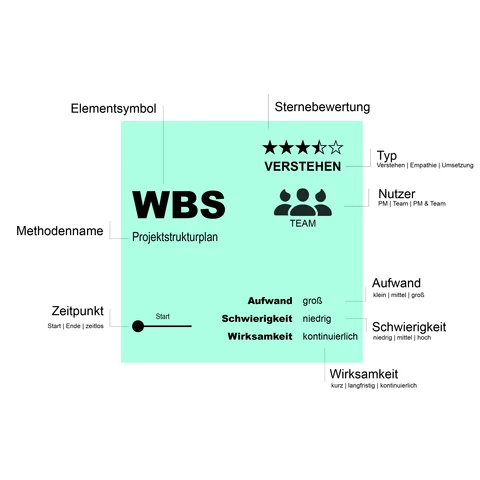 Elementsymbol
Sternebewertung
VERSTEHEN
Typ
Verstehen | Empathie | Umsetzung
WBS
Nutzer
PM | Team | PM & Team
TEAM
Methodenname
Projektstrukturplan
Aufwand
klein | mittel | groß
Aufwand groß
Zeitpunkt
Start | Ende | zeitlos
Start
Schwierigkeit niedrig
Schwierigkeit
niedrig | mittel | hoch
Wirksamkeit kontinuierlich
Wirksamkeit
kurz | langfristig | kontinuierlich